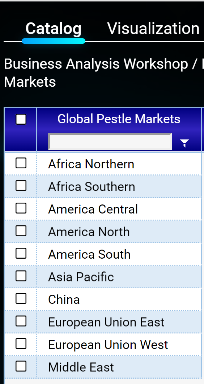 Catalog Visualization
Business Analysis Workshop /
Markets
Global Pestle Markets
Africa Northern
Africa Southern
America Central
America North
America South
Asia Pacific
China
European Union East
European Union West
Middle East